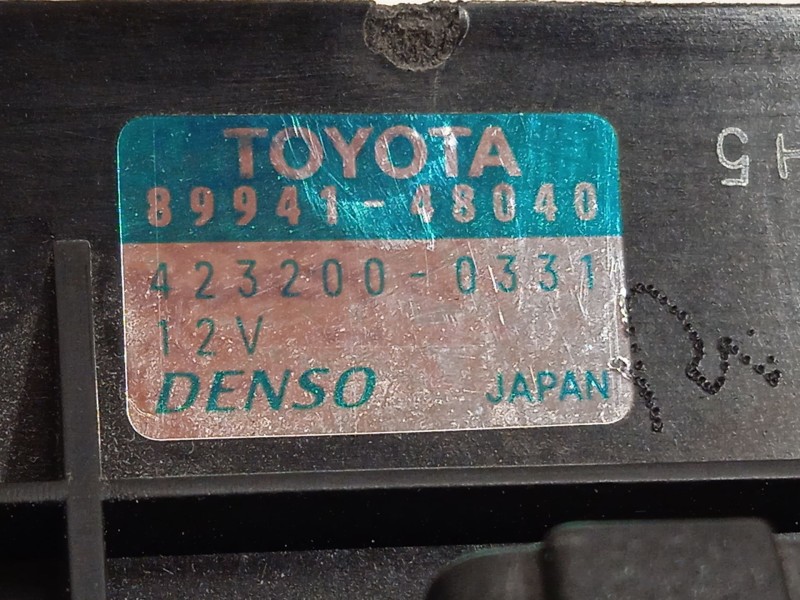 TOYOTA
89941-48040
423200-0331
12V
DENSO JAPAN